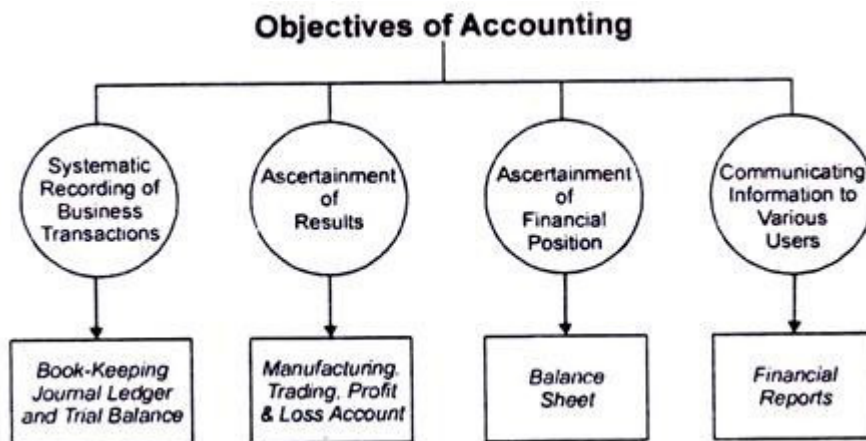 Objectives of Accounting
Systematic
Recording of
Business
Transactions
Ascertainment
of
Results
Ascertainment
of
Financial
Position
Communicating
Information to
Various
Users
Book-Keeping
Journal Ledger
and Trial Balance
Manufacturing,
Trading, Profit
& Loss Account
Balance
Sheet
Financial
Reports